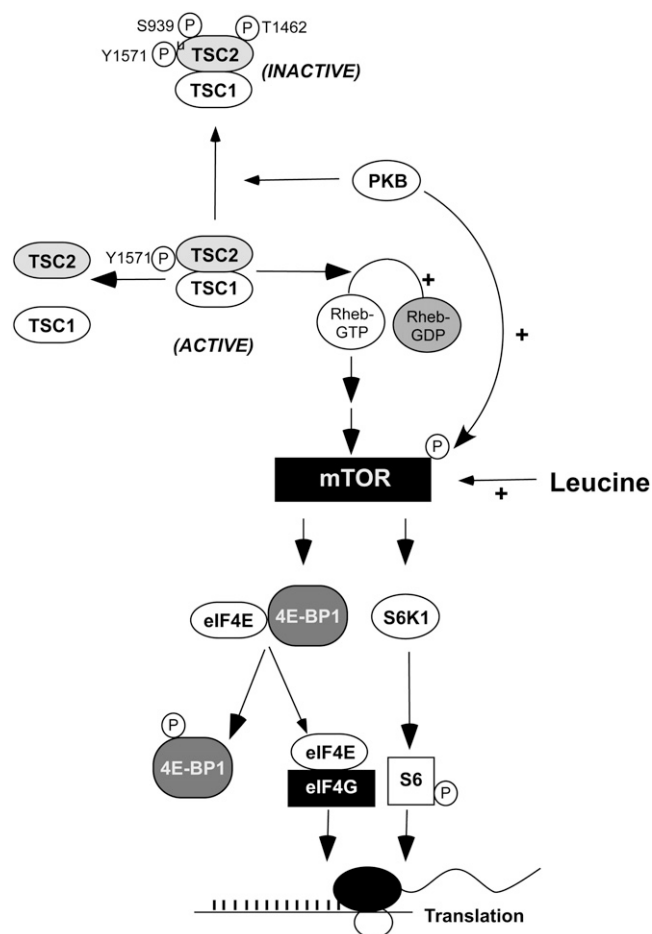 S939 P
P T1462
Y1571 P
u
TSC2
(INACTIVE)
TSC1
PKB
Y1571 P
TSC2
TSC2
TSC1
+
TSC1
Rheb-
GTP
Rheb-
GDP
(ACTIVE)
+
P
mTOR
Leucine
+
eIF4E
4E-BP1
S6K1
P
4E-BP1
eIF4E
eIF4G
S6
P
Translation